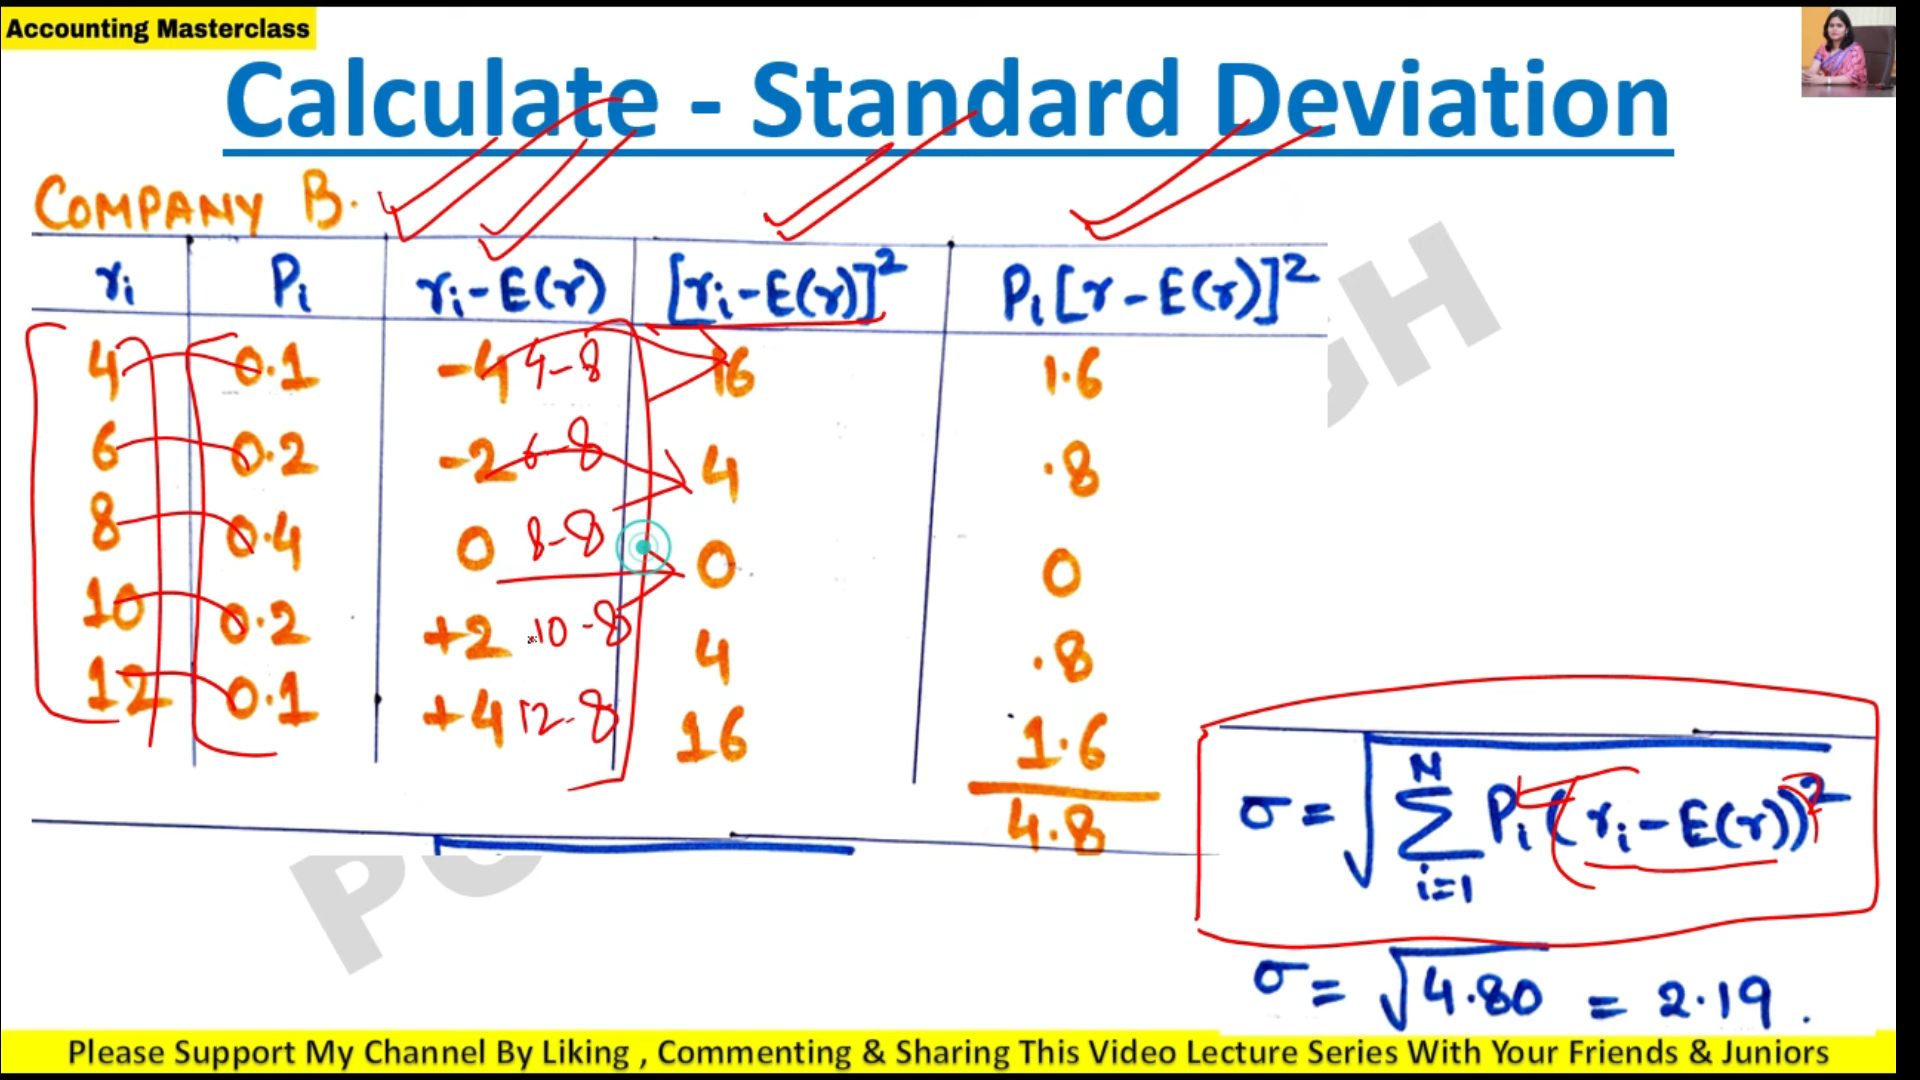 Accounting Masterclass
Calculate - Standard Deviation
COMPANY B.
ri Pi ri-E(r) [ri-E(r)]² Pi[r-E(r)]²
4 0.1 -4 4-8 16 1.6
6 0.2 -2 6-8 4 .8
8 0.4 0 8-8 0 0
10 0.2 +2 10-8 4 .8
12 0.1 +4 12-8 16 1.6
4.8
σ = √ N Σ i=1 Pi(ri-E(r))²
σ = √4.80 = 2.19.
Please Support My Channel By Liking , Commenting & Sharing This Video Lecture Series With Your Friends & Juniors